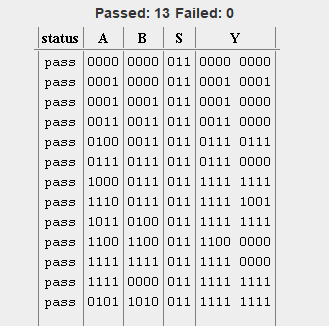 Passed: 13 Failed: 0
status A B S Y
pass 0000 0000 011 0000 0000
pass 0001 0000 011 0001 0001
pass 0001 0001 011 0001 0000
pass 0011 0011 011 0011 0000
pass 0100 0011 011 0111 0111
pass 0111 0111 011 0111 0000
pass 1000 0111 011 1111 1111
pass 1110 0111 011 1111 1001
pass 1011 0100 011 1111 1111
pass 1100 1100 011 1100 0000
pass 1111 1111 011 1111 0000
pass 1111 0000 011 1111 1111
pass 0101 1010 011 1111 1111